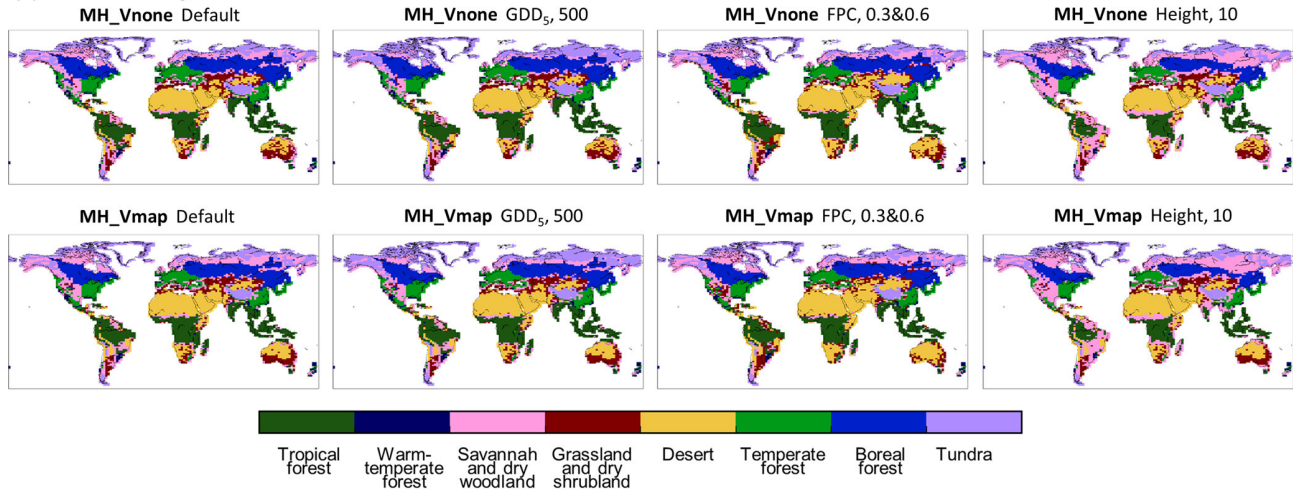 MH_Vnone Default
MH_Vnone GDD₅, 500
MH_Vnone FPC, 0.3&0.6
MH_Vnone Height, 10
MH_Vmap Default
MH_Vmap GDD₅, 500
MH_Vmap FPC, 0.3&0.6
MH_Vmap Height, 10
Tropical
forest
Warm-
temperate
forest
Savannah
and dry
woodland
Grassland
and dry
shrubland
Desert
Temperate
forest
Boreal
forest
Tundra